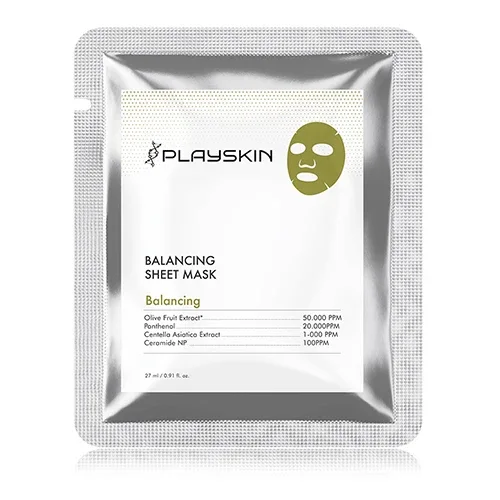 PLAYSKIN
BALANCING
SHEET MASK
Balancing
Olive Fruit Extract* 50.000 PPM
Panthenol 20.000PPM
Centella Asiatica Extract 1-000 PPM
Ceramide NP 100PPM
27 ml / 0.91 fl. oz.